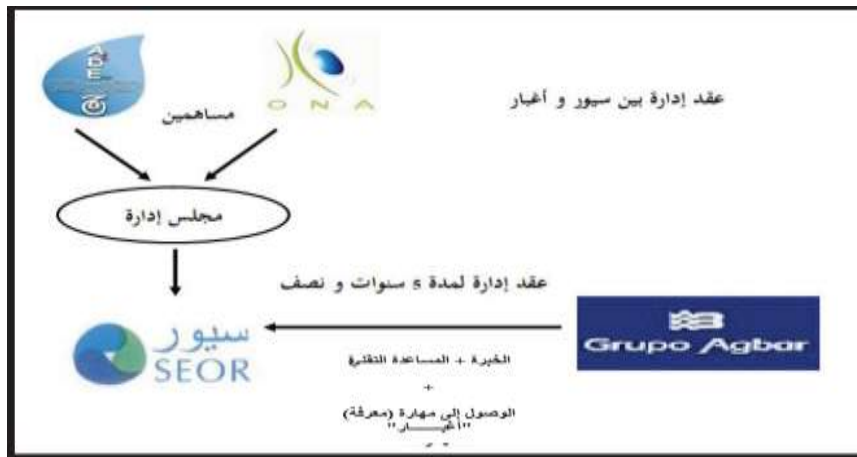 ADE
ONA
عقد إدارة بين سيور و أغبار
مساهمين
مجلس إدارة
عقد إدارة لمدة 5 سنوات و نصف
سيور
SEOR
Grupo Agbar
الخبرة + المساعدة التقنية
+
الوصول إلى مهارة (معرفة)
"أغبـــــار"